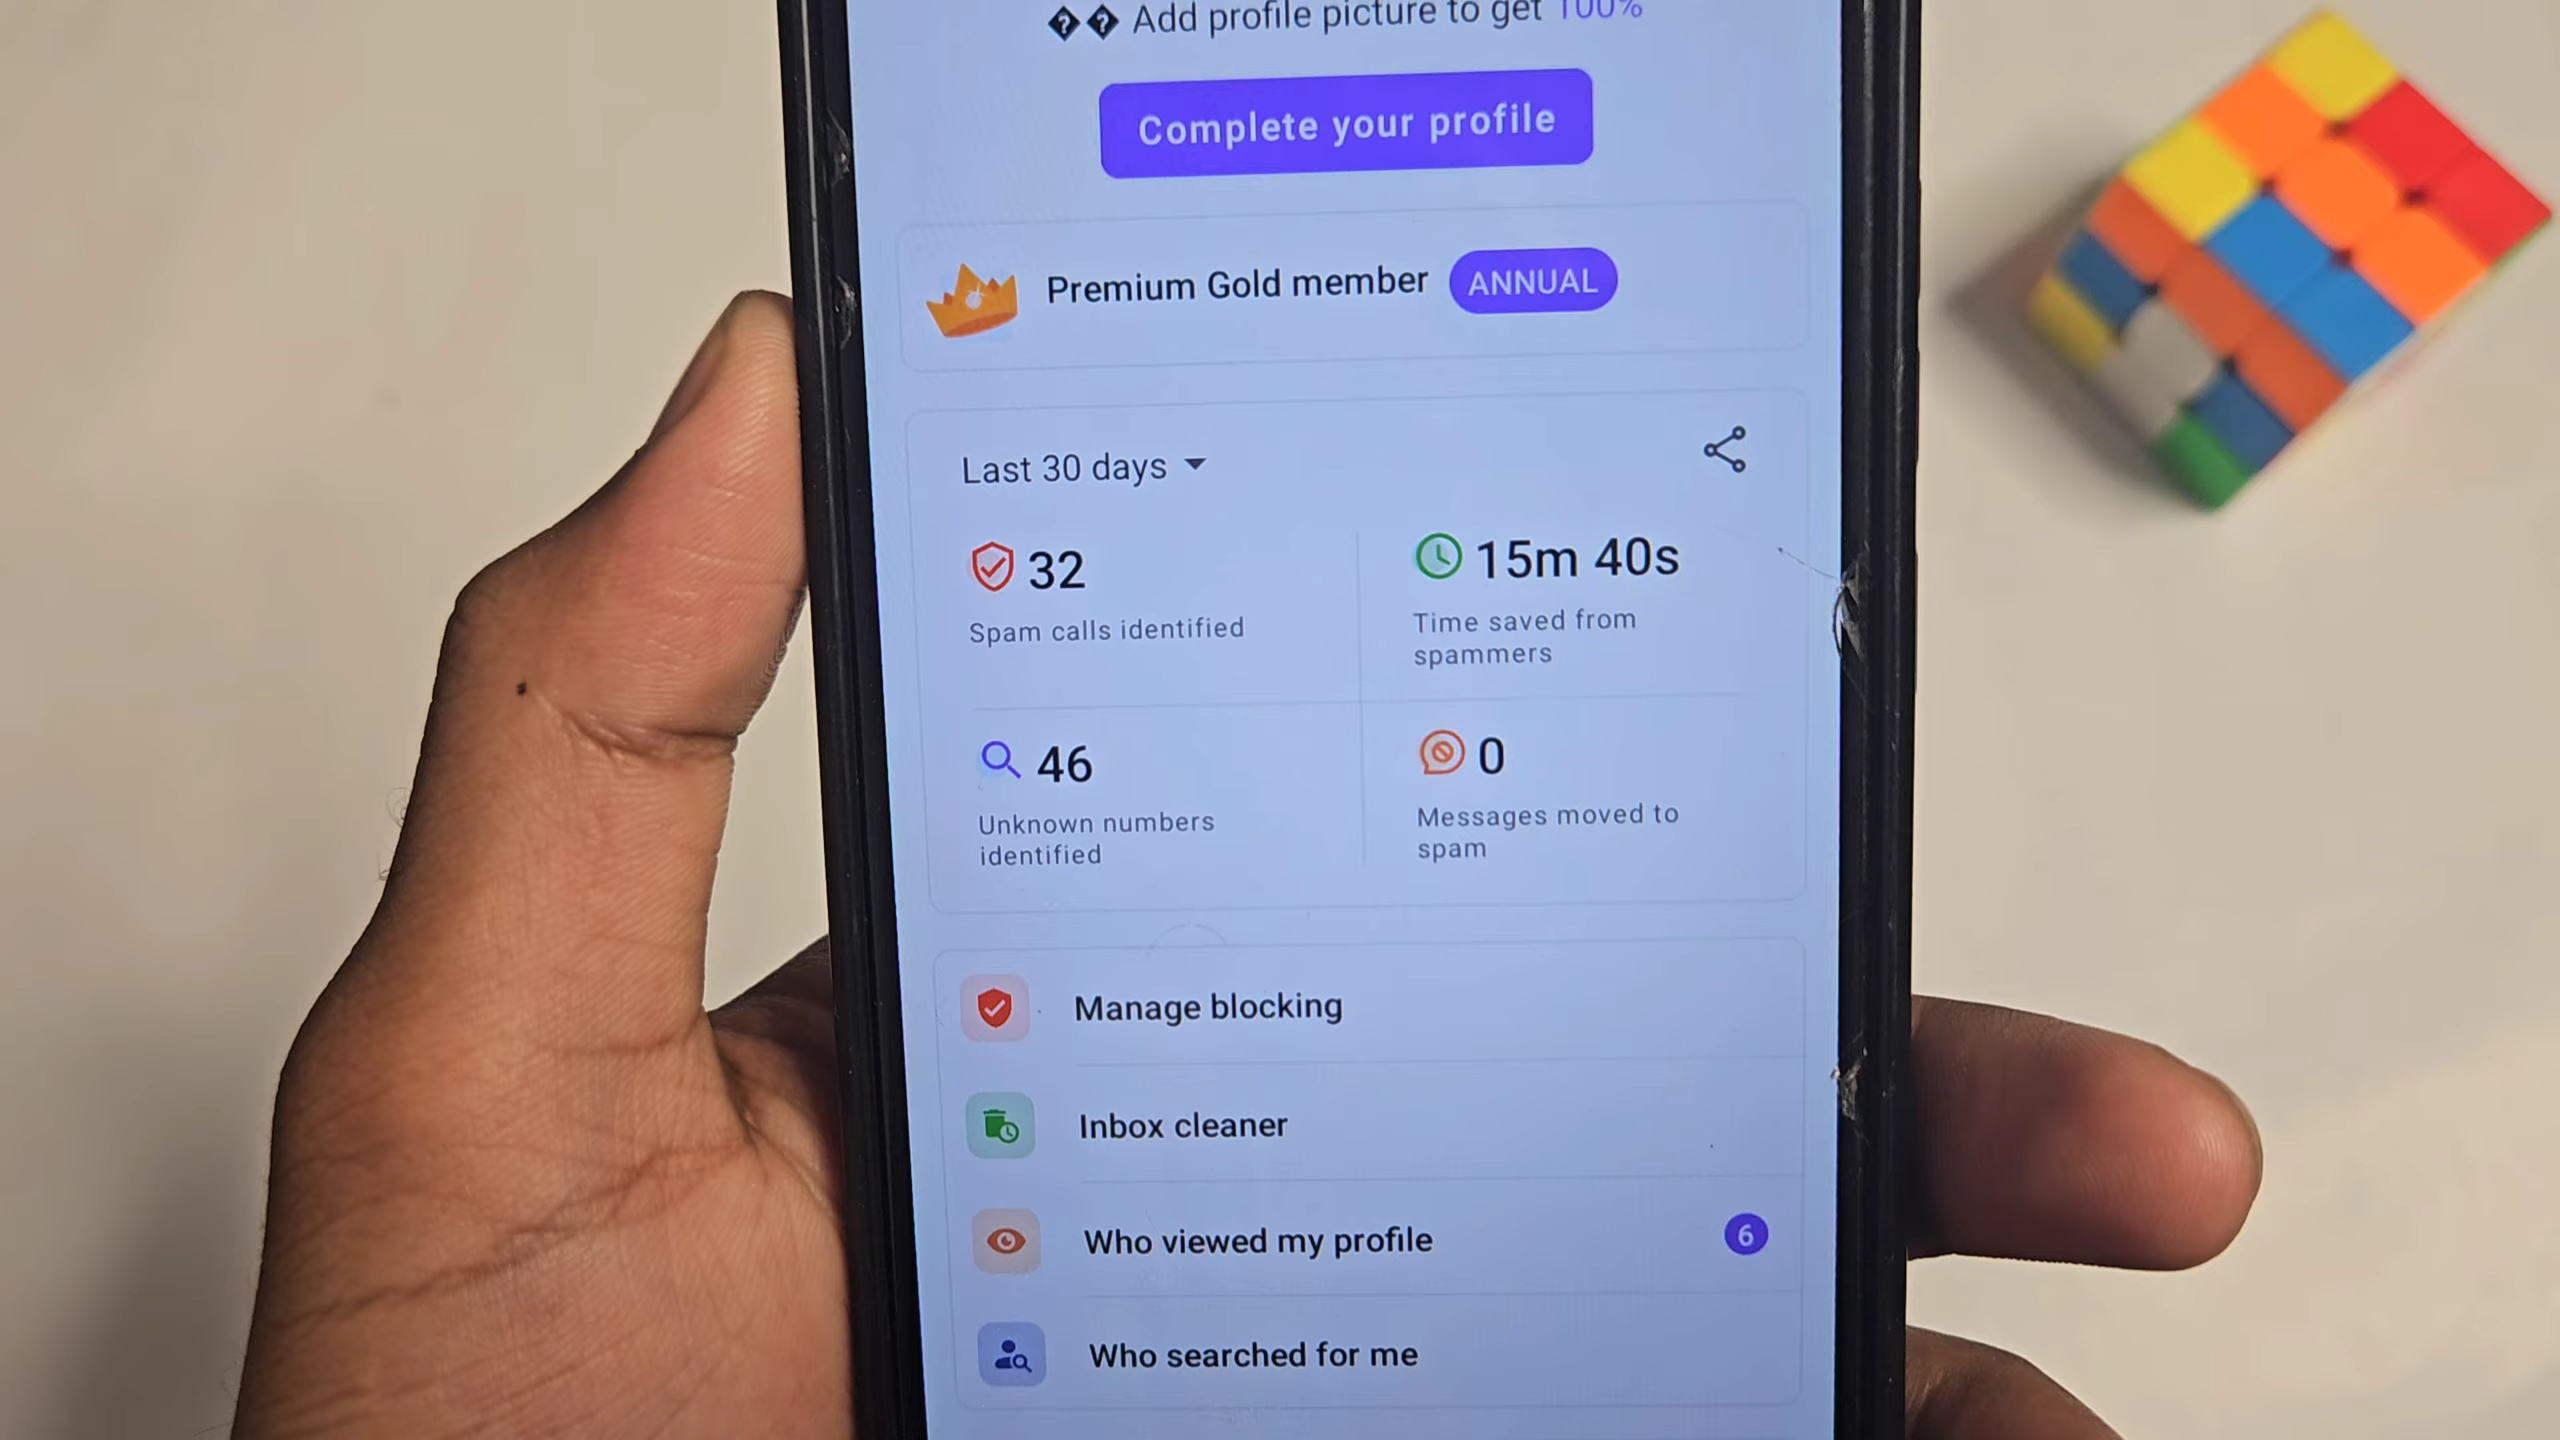 �� Add profile picture to get 100%
Complete your profile
Premium Gold member ANNUAL
Last 30 days
32
Spam calls identified
15m 40s
Time saved from
spammers
46
Unknown numbers
identified
0
Messages moved to
spam
Manage blocking
Inbox cleaner
Who viewed my profile 6
Who searched for me